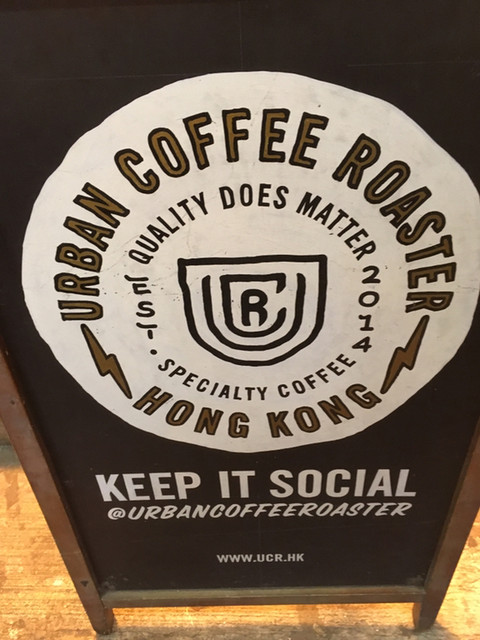 URBAN COFFEE ROASTER
QUALITY DOES MATTER
EST. 2014
UCR
SPECIALTY COFFEE
HONG KONG
KEEP IT SOCIAL
@URBANCOFFEEROASTER
WWW.UCR.HK